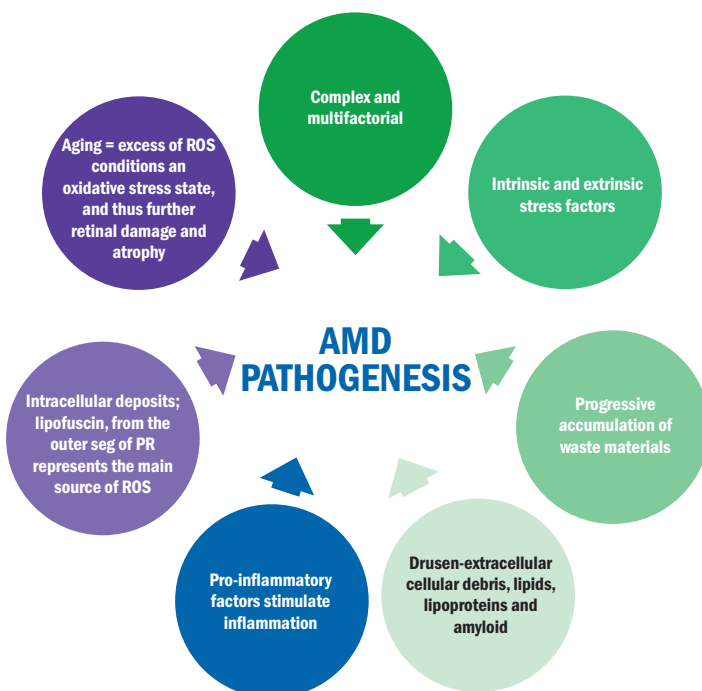 Complex and
multifactorial
Intrinsic and extrinsic
stress factors
Progressive
accumulation of
waste materials
Drusen-extracellular
cellular debris, lipids,
lipoproteins and
amyloid
Pro-inflammatory
factors stimulate
inflammation
Intracellular deposits;
lipofuscin, from the
outer seg of PR
represents the main
source of ROS
Aging = excess of ROS
conditions an
oxidative stress state,
and thus further
retinal damage and
atrophy
AMD
PATHOGENESIS